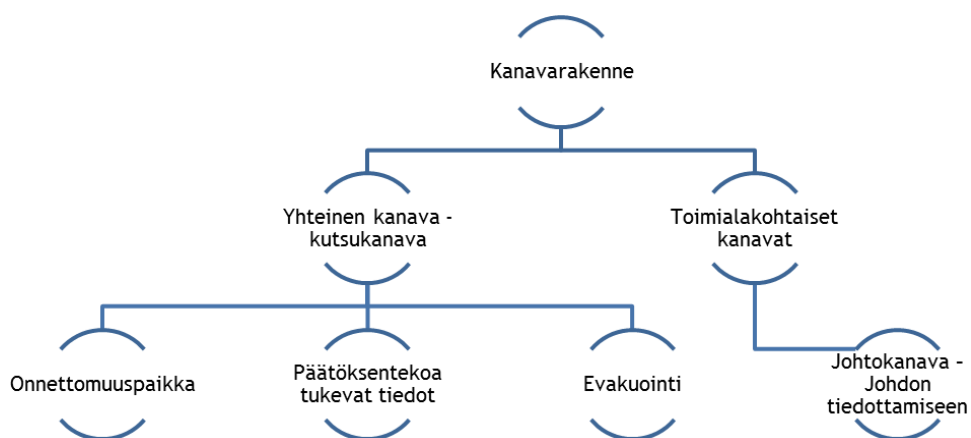 Kanavarakenne
Yhteinen kanava -
kutsukanava
Toimialakohtaiset
kanavat
Onnettomuuspaikka
Päätöksentekoa
tukevat tiedot
Evakuointi
Johtokanava –
Johdon
tiedottamiseen